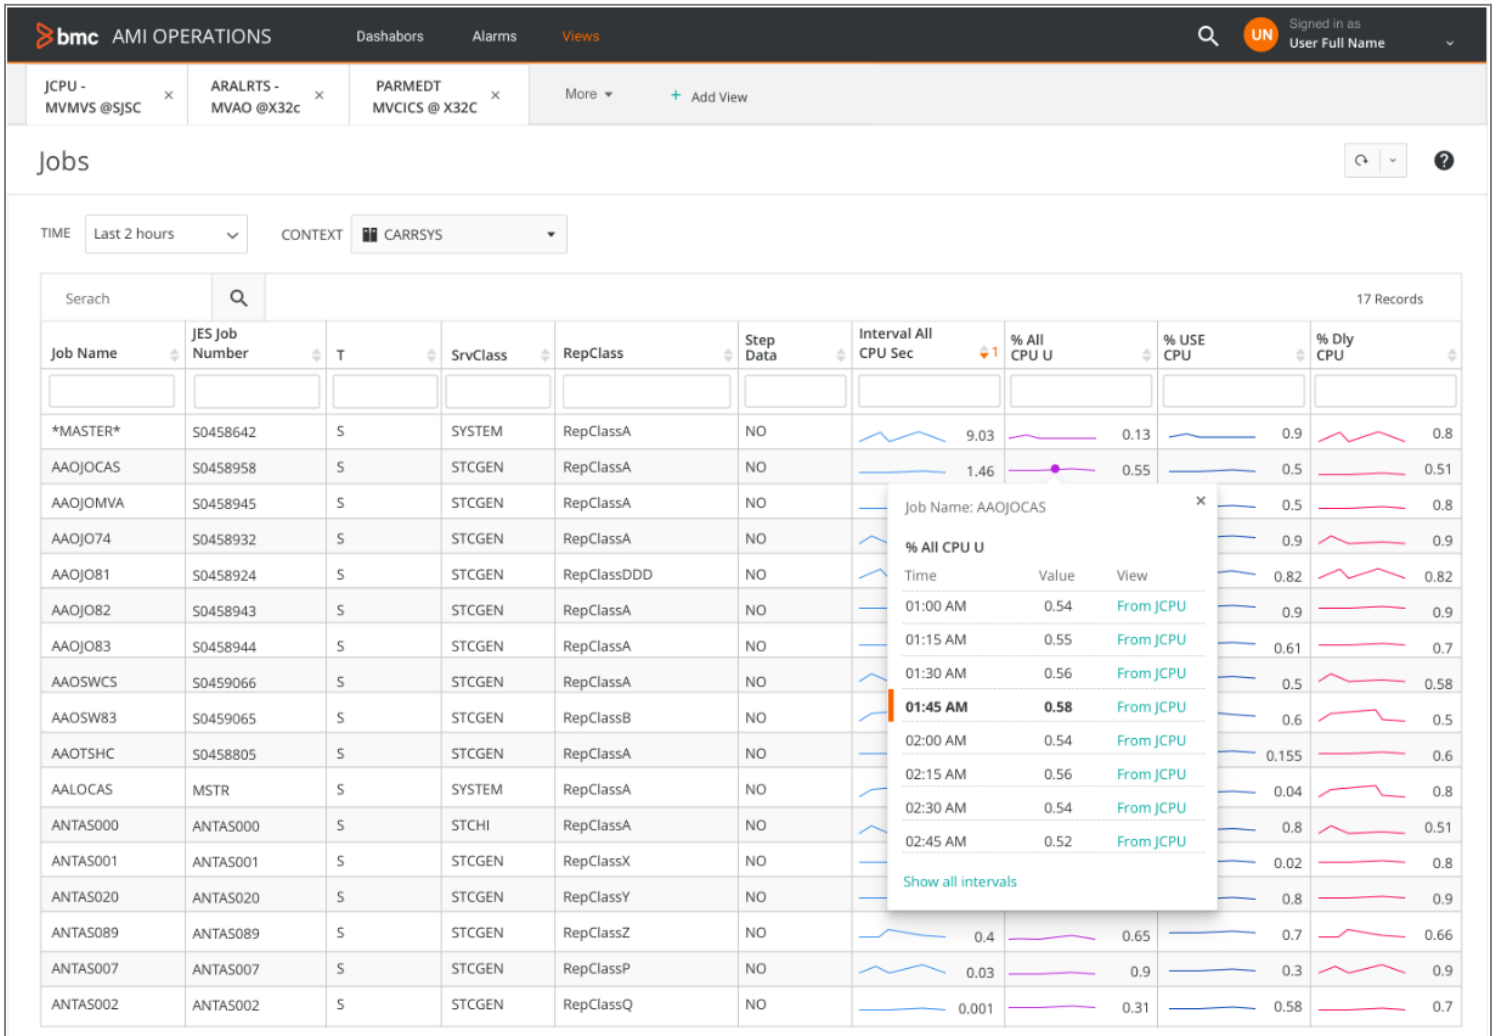 bmc AMI OPERATIONS Dashabors Alarms Views UN Signed in as
User Full Name
JCPU - ARALRTS - PARMEDT More + Add View
MVMVS @SJSC MVAO @X32c MVCICS @ X32C
Jobs
TIME Last 2 hours CONTEXT CARRSYS
Serach 17 Records
Job Name JES Job Number T SrvClass RepClass Step Data Interval All CPU Sec 1 % All CPU U % USE CPU % Dly CPU
*MASTER* S0458642 S SYSTEM RepClassA NO 9.03 0.13 0.9 0.8
AAOJOCAS S0458958 S STCGEN RepClassA NO 1.46 0.55 0.5 0.51
AAOJOMVA S0458945 S STCGEN RepClassA NO 0.5 0.8
AAOJO74 S0458932 S STCGEN RepClassA NO 0.9 0.9
AAOJO81 S0458924 S STCGEN RepClassDDD NO 0.82 0.82
AAOJO82 S0458943 S STCGEN RepClassA NO 0.9 0.9
AAOJO83 S0458944 S STCGEN RepClassA NO 0.61 0.7
AAOSWCS S0459066 S STCGEN RepClassA NO 0.5 0.58
AAOSW83 S0459065 S STCGEN RepClassB NO 0.6 0.5
AAOTSHC S0458805 S STCGEN RepClassA NO 0.155 0.6
AALOCAS MSTR S SYSTEM RepClassA NO 0.04 0.8
ANTAS000 ANTAS000 S STCHI RepClassA NO 0.8 0.51
ANTAS001 ANTAS001 S STCGEN RepClassX NO 0.02 0.8
ANTAS020 ANTAS020 S STCGEN RepClassY NO 0.8 0.9
ANTAS089 ANTAS089 S STCGEN RepClassZ NO 0.4 0.65 0.7 0.66
ANTAS007 ANTAS007 S STCGEN RepClassP NO 0.03 0.9 0.3 0.9
ANTAS002 ANTAS002 S STCGEN RepClassQ NO 0.001 0.31 0.58 0.7
Job Name: AAOJOCAS
% All CPU U
Time Value View
01:00 AM 0.54 From JCPU
01:15 AM 0.55 From JCPU
01:30 AM 0.56 From JCPU
01:45 AM 0.58 From JCPU
02:00 AM 0.54 From JCPU
02:15 AM 0.56 From JCPU
02:30 AM 0.54 From JCPU
02:45 AM 0.52 From JCPU
Show all intervals